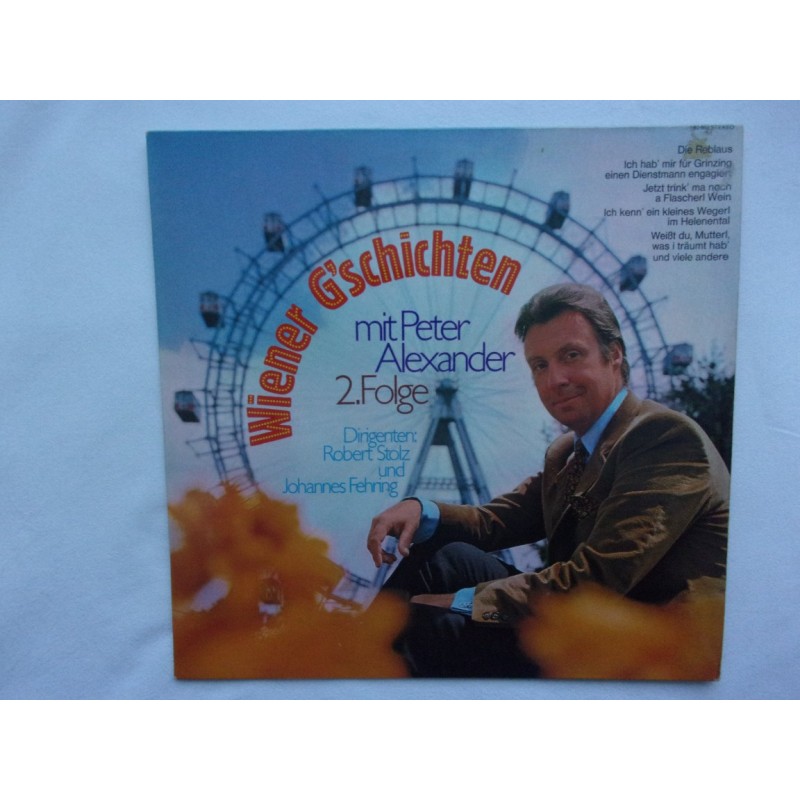 Wiener G'schichten
mit Peter
Alexander
2. Folge
Dirigenten:
Robert Stolz
und
Johannes Fehring
Die Reblaus
Ich hab' mir für Grinzing
einen Dienstmann engagiert
Jetzt trink' ma noch
a Flascherl Wein
Ich kenn' ein kleines Wegerl
im Helenental
Weißt du, Mutterl,
was i träumt hab'
und viele andere